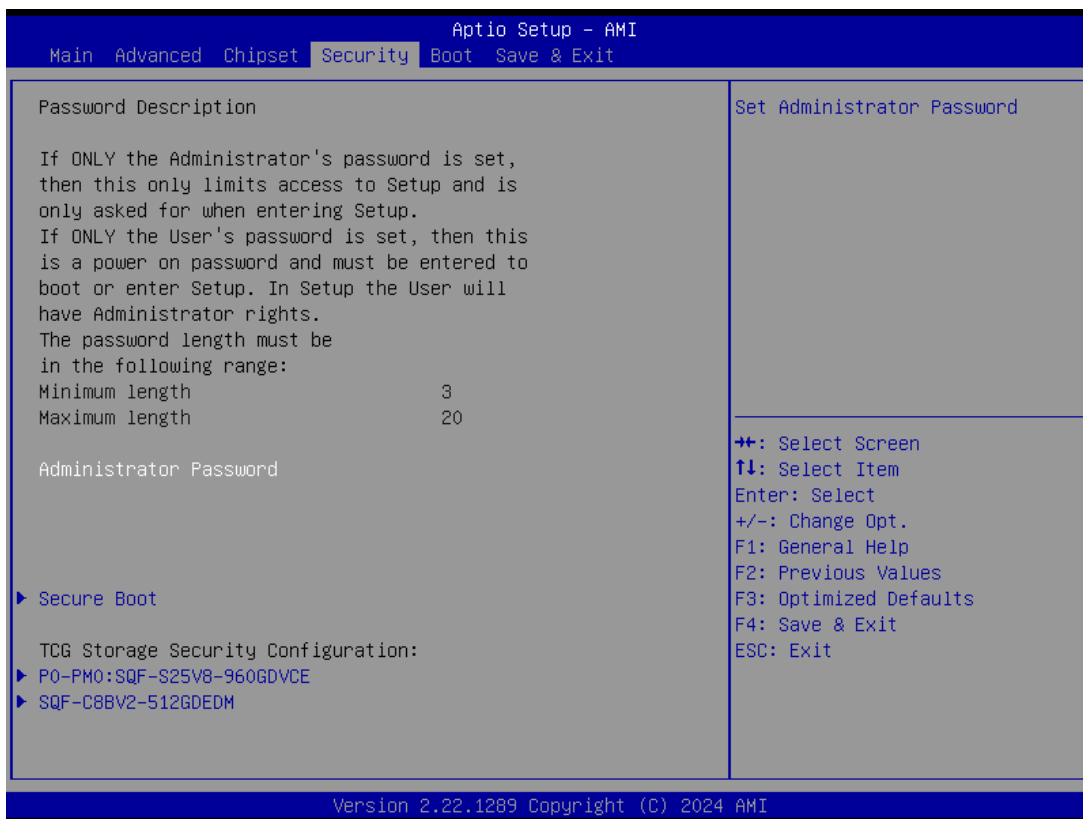 Aptio Setup – AMI
Main Advanced Chipset Security Boot Save & Exit
Password Description
If ONLY the Administrator's password is set,
then this only limits access to Setup and is
only asked for when entering Setup.
If ONLY the User's password is set, then this
is a power on password and must be entered to
boot or enter Setup. In Setup the User will
have Administrator rights.
The password length must be
in the following range:
Minimum length 3
Maximum length 20
Administrator Password
Secure Boot
TCG Storage Security Configuration:
P0-PM0:SQF-S25V8-960GDVCE
SQF-C8BV2-512GDEDM
Set Administrator Password
→←: Select Screen
↑↓: Select Item
Enter: Select
+/-: Change Opt.
F1: General Help
F2: Previous Values
F3: Optimized Defaults
F4: Save & Exit
ESC: Exit
Version 2.22.1289 Copyright (C) 2024 AMI